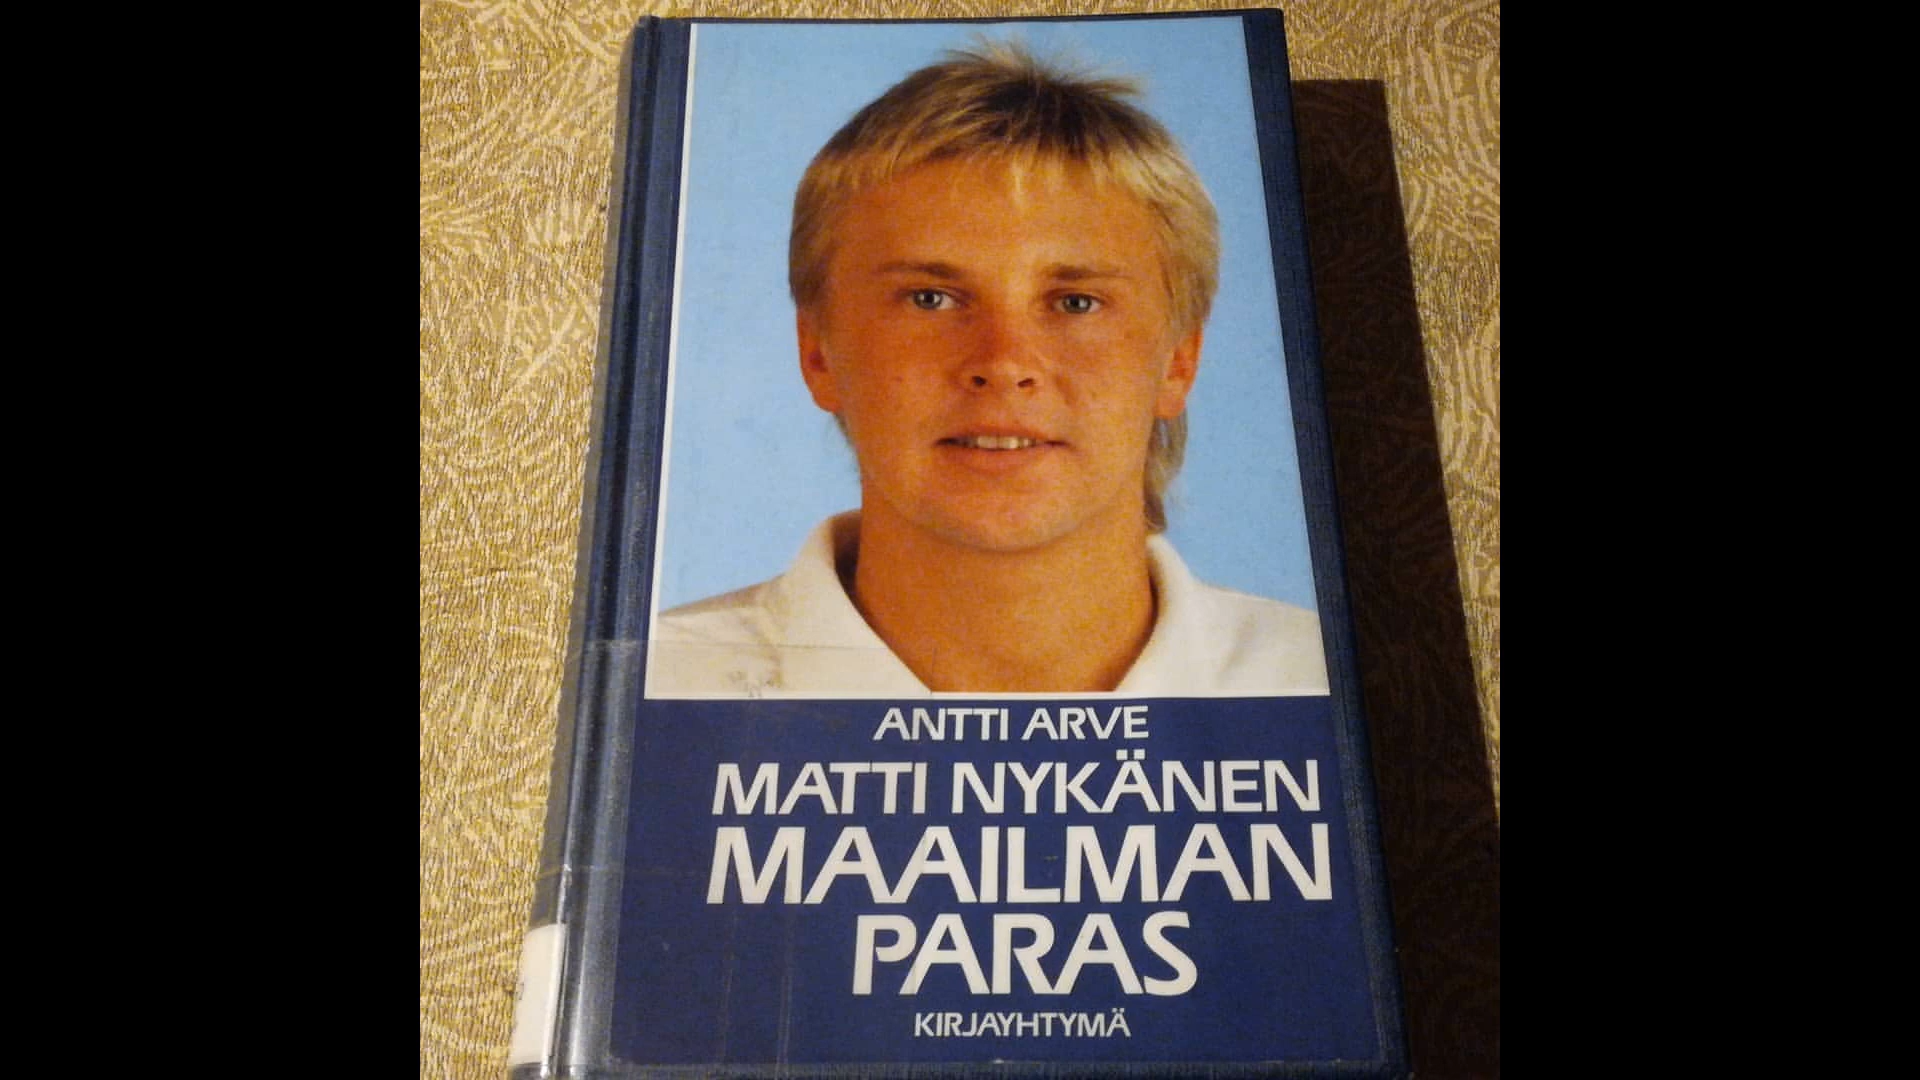 ANTTI ARVE
MATTI NYKÄNEN
MAAILMAN
PARAS
KIRJAYHTYMÄ